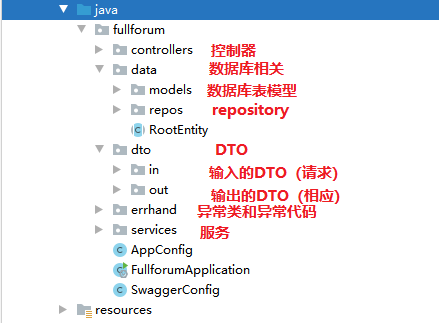 java
fullforum
controllers 控制器
data 数据库相关
models 数据库表模型
repos repository
RootEntity
dto DTO
in 输入的DTO（请求）
out 输出的DTO（相应）
errhand 异常类和异常代码
services 服务
AppConfig
FullforumApplication
SwaggerConfig
resources